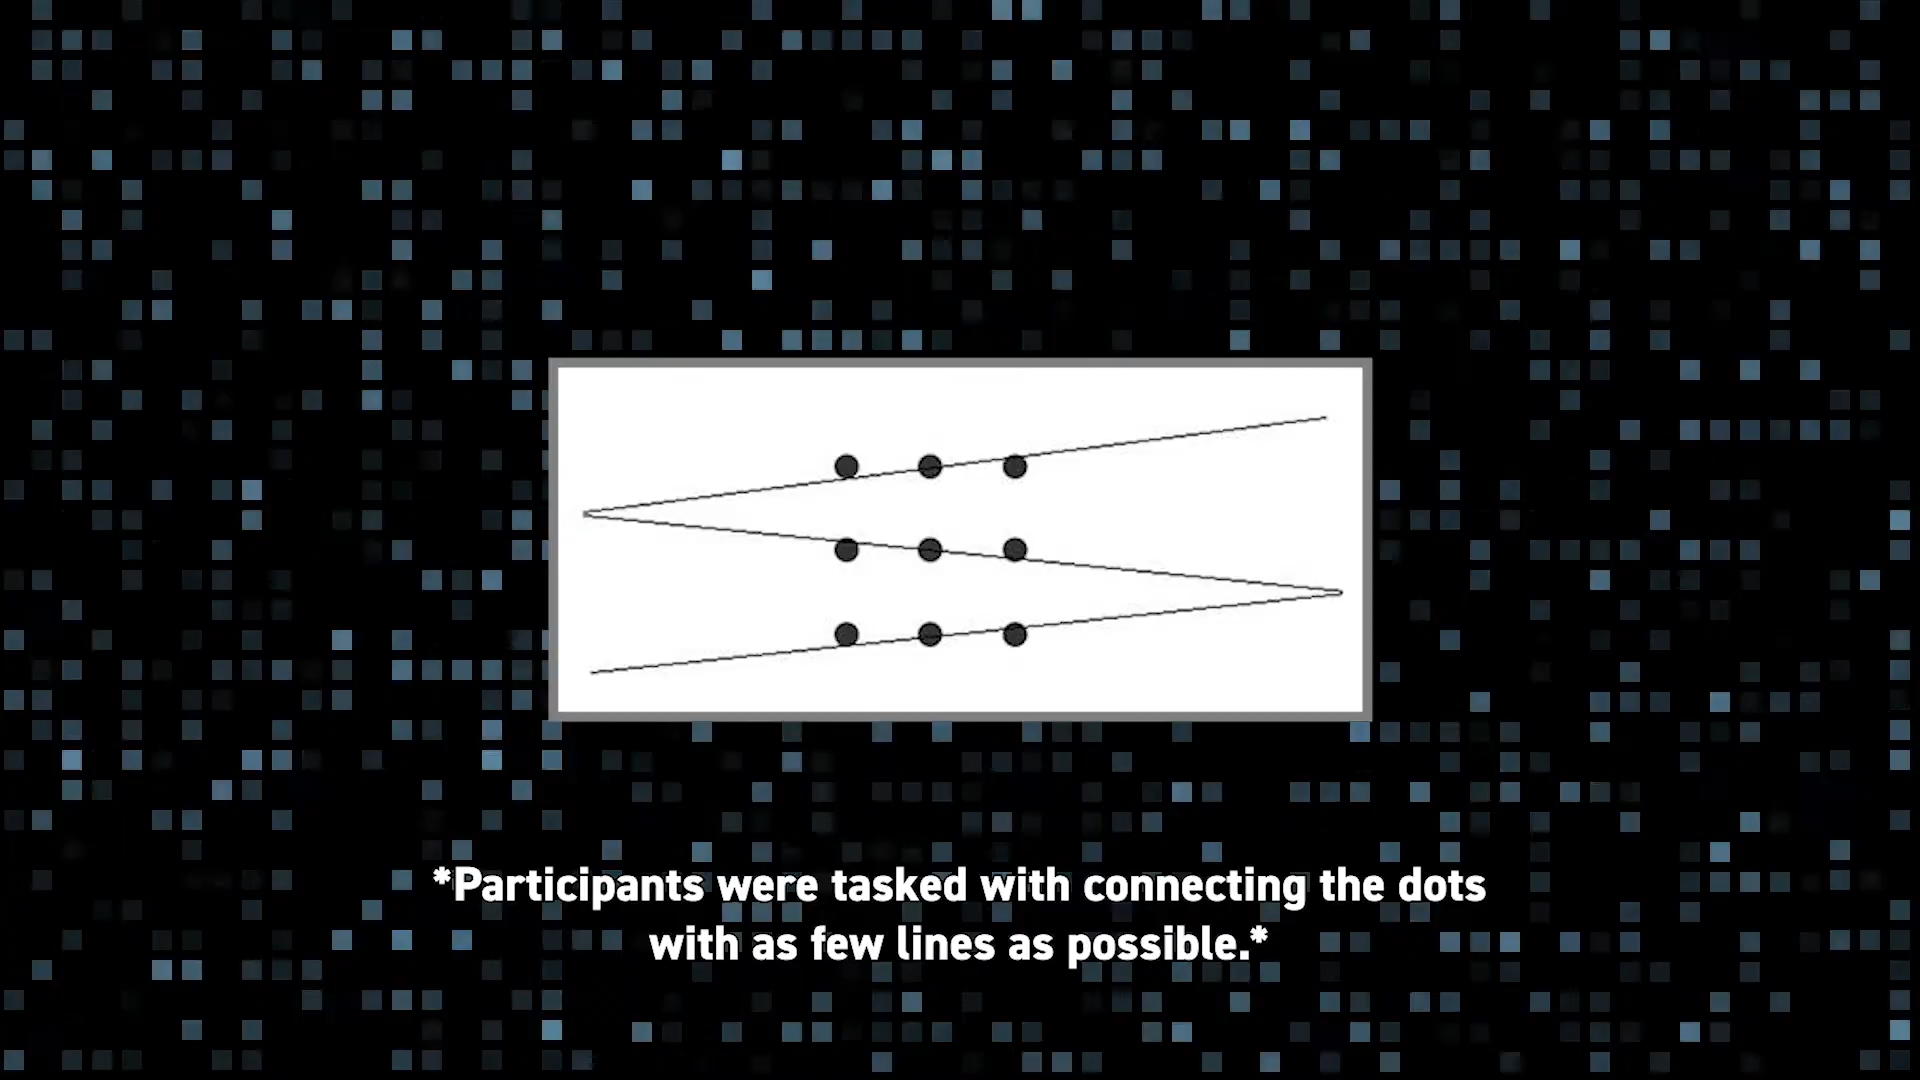 *Participants were tasked with connecting the dots
with as few lines as possible.*